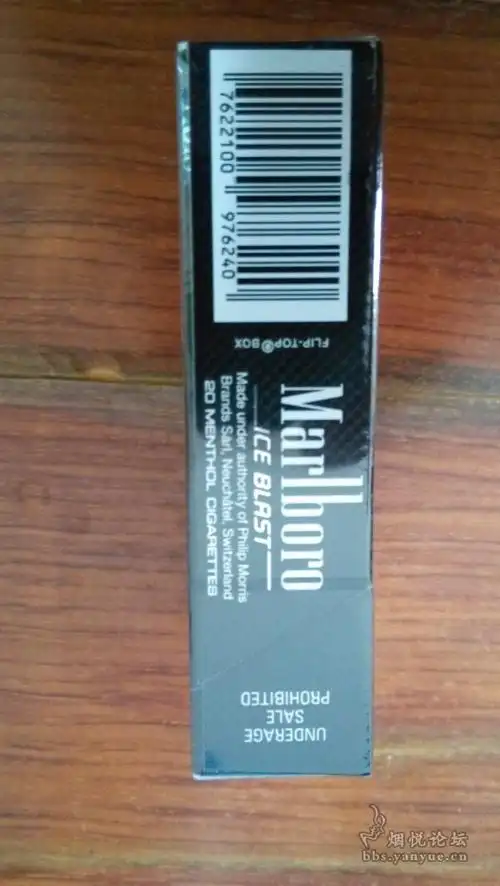 7622100 976240
FLIP-TOP® BOX
Marlboro
ICE BLAST
Made under authority of Philip Morris
Brands Sàrl, Neuchâtel, Switzerland
20 MENTHOL CIGARETTES
UNDERAGE
SALE
PROHIBITED
烟悦论坛
bbs.yanyue.cn